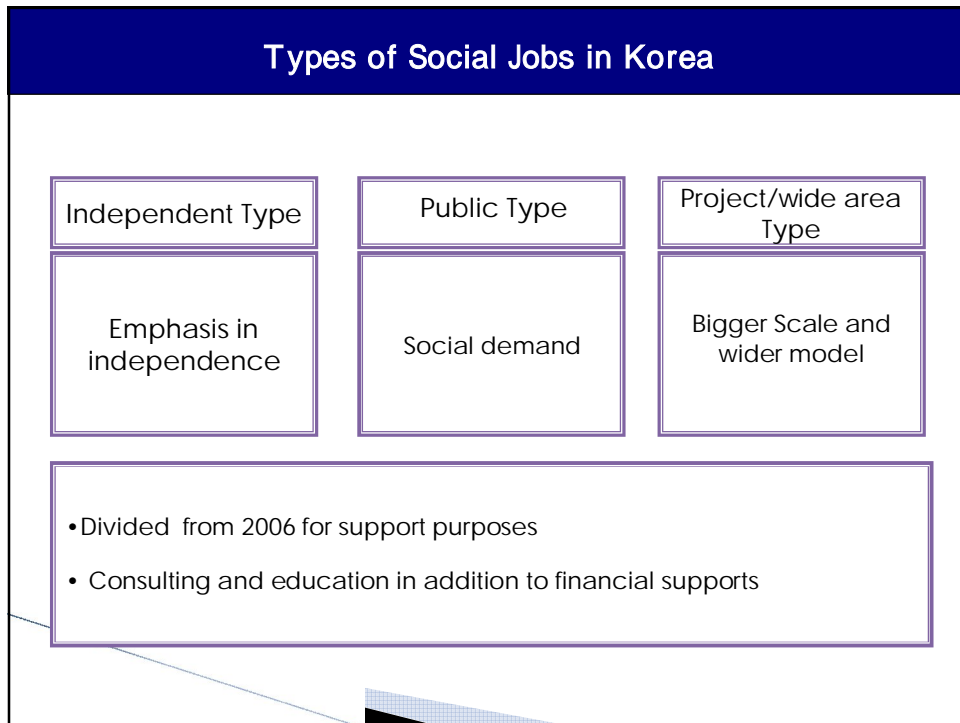 Types of Social Jobs in Korea
Independent Type
Emphasis in
independence
Public Type
Social demand
Project/wide area
Type
Bigger Scale and
wider model
•Divided from 2006 for support purposes
• Consulting and education in addition to financial supports